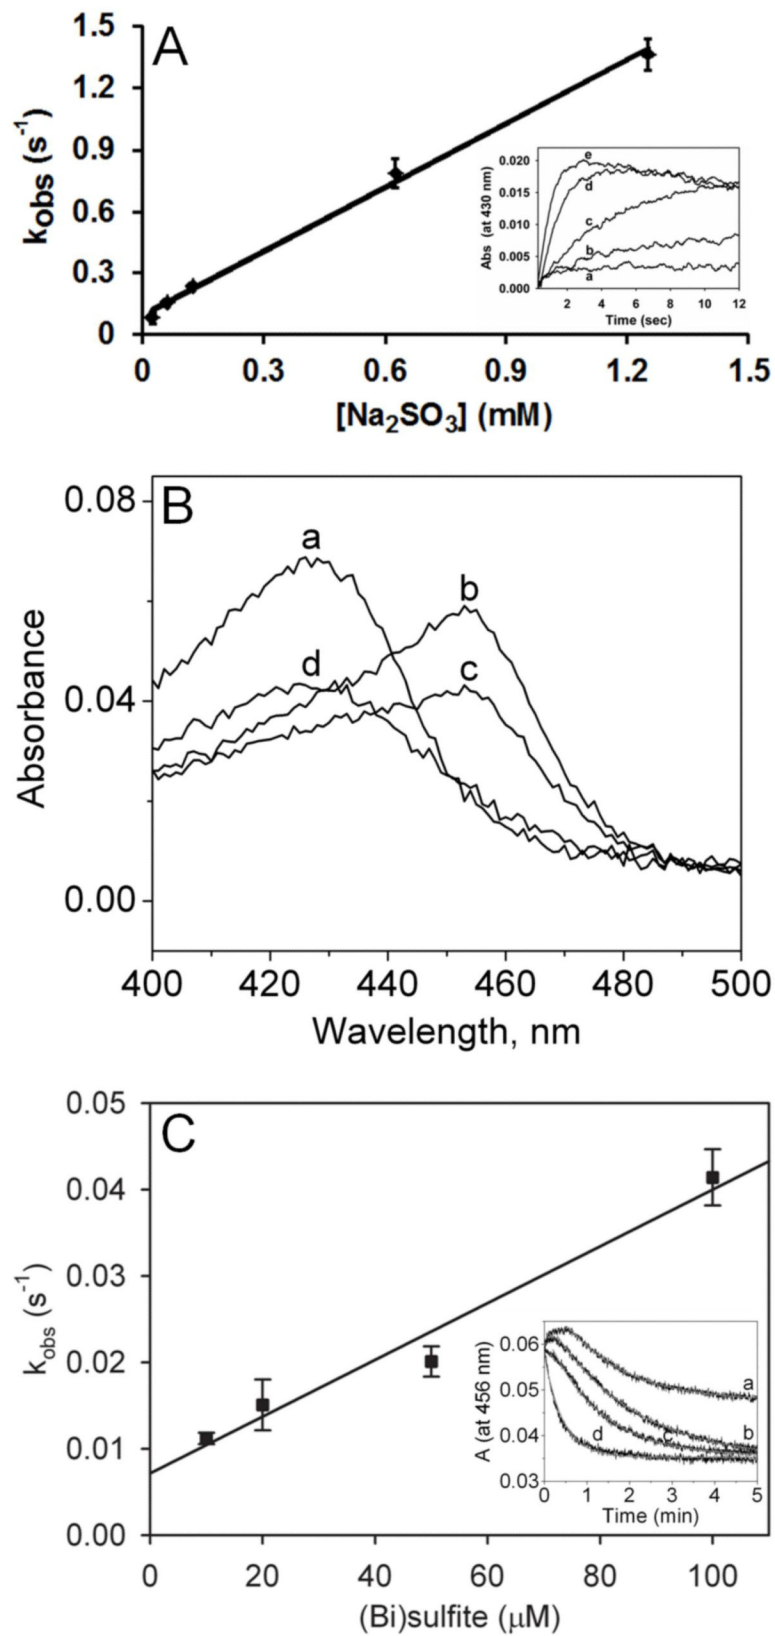 A
1.5
1.2
0.9
0.6
0.3
0
k_obs (s⁻¹)
0 0.3 0.6 0.9 1.2 1.5
[Na₂SO₃] (mM)
0.020
0.015
0.010
0.005
0.000
Abs (at 430 nm)
e
d
c
b
a
2 4 6 8 10 12
Time (sec)
B
0.08
0.04
0.00
Absorbance
a
b
c
d
400 420 440 460 480 500
Wavelength, nm
C
0.05
0.04
0.03
0.02
0.01
0.00
k_obs (s⁻¹)
0 20 40 60 80 100
(Bi)sulfite (μM)
0.06
0.05
0.04
0.03
A (at 456 nm)
a
b
c
d
0 1 2 3 4 5
Time (min)